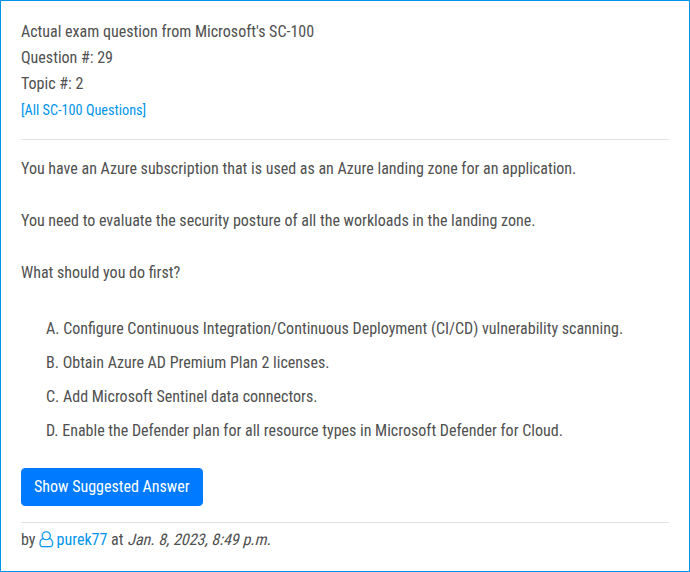 Actual exam question from Microsoft's SC-100
Question #: 29
Topic #: 2
[All SC-100 Questions]
You have an Azure subscription that is used as an Azure landing zone for an application.
You need to evaluate the security posture of all the workloads in the landing zone.
What should you do first?
A. Configure Continuous Integration/Continuous Deployment (CI/CD) vulnerability scanning.
B. Obtain Azure AD Premium Plan 2 licenses.
C. Add Microsoft Sentinel data connectors.
D. Enable the Defender plan for all resource types in Microsoft Defender for Cloud.
Show Suggested Answer
by purek77 at Jan. 8, 2023, 8:49 p.m.